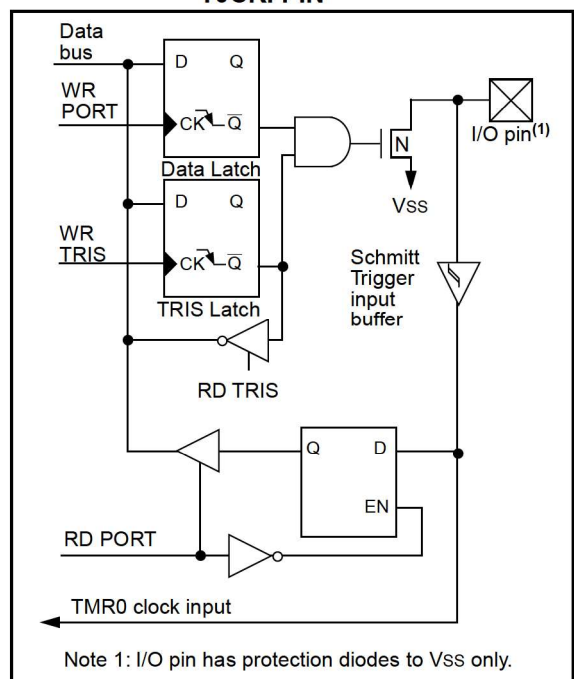 Data
bus
D Q
WR
PORT
CK Q
Data Latch
N
I/O pin(1)
VSS
D Q
WR
TRIS
CK Q
TRIS Latch
Schmitt
Trigger
input
buffer
RD TRIS
Q D
EN
RD PORT
TMR0 clock input
Note 1: I/O pin has protection diodes to VSS only.